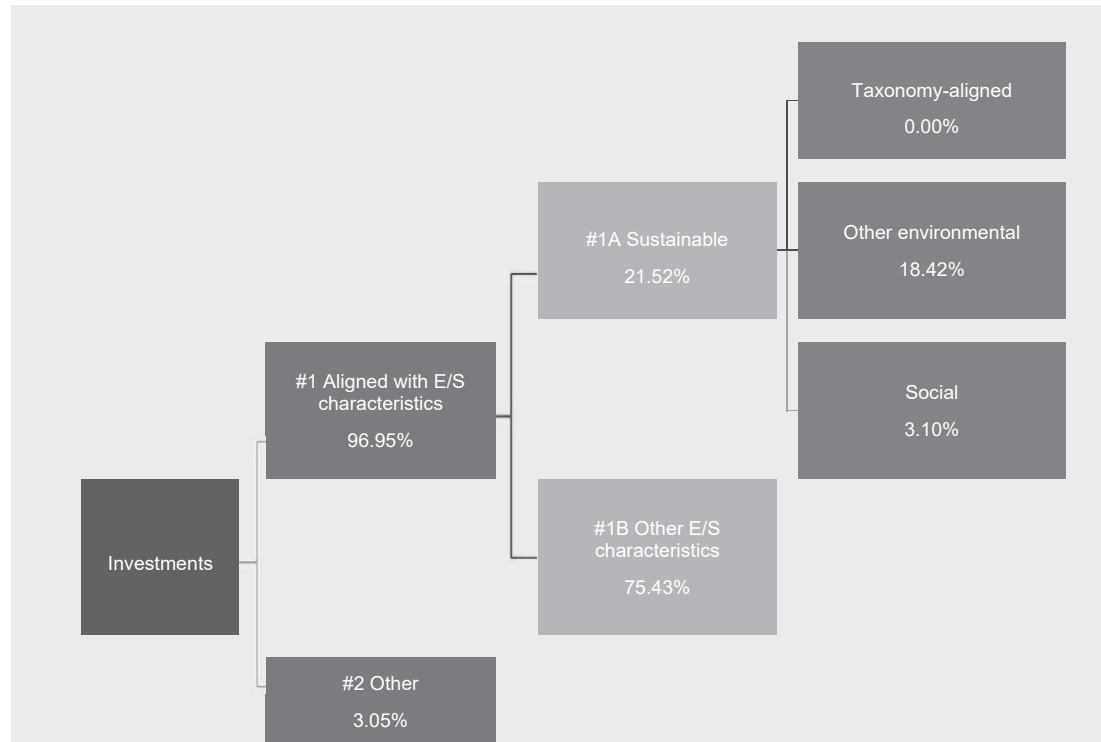 Taxonomy-aligned
0.00%
#1A Sustainable
21.52%
Other environmental
18.42%
#1 Aligned with E/S
characteristics
96.95%
Social
3.10%
Investments
#1B Other E/S
characteristics
75.43%
#2 Other
3.05%